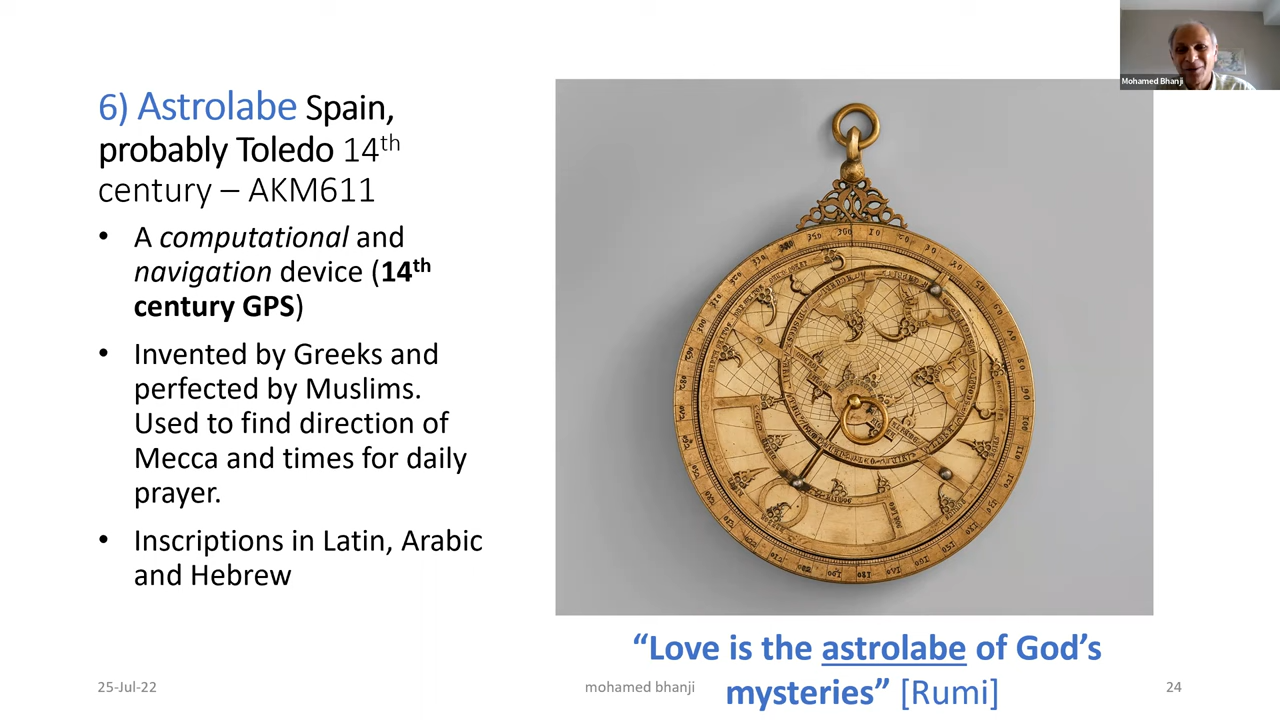 Mohamed Bhanji
6) Astrolabe Spain,
probably Toledo 14th
century – AKM611
• A computational and
navigation device (14th
century GPS)
• Invented by Greeks and
perfected by Muslims.
Used to find direction of
Mecca and times for daily
prayer.
• Inscriptions in Latin, Arabic
and Hebrew
“Love is the astrolabe of God’s
mysteries” [Rumi]
25-Jul-22
mohamed bhanji
24